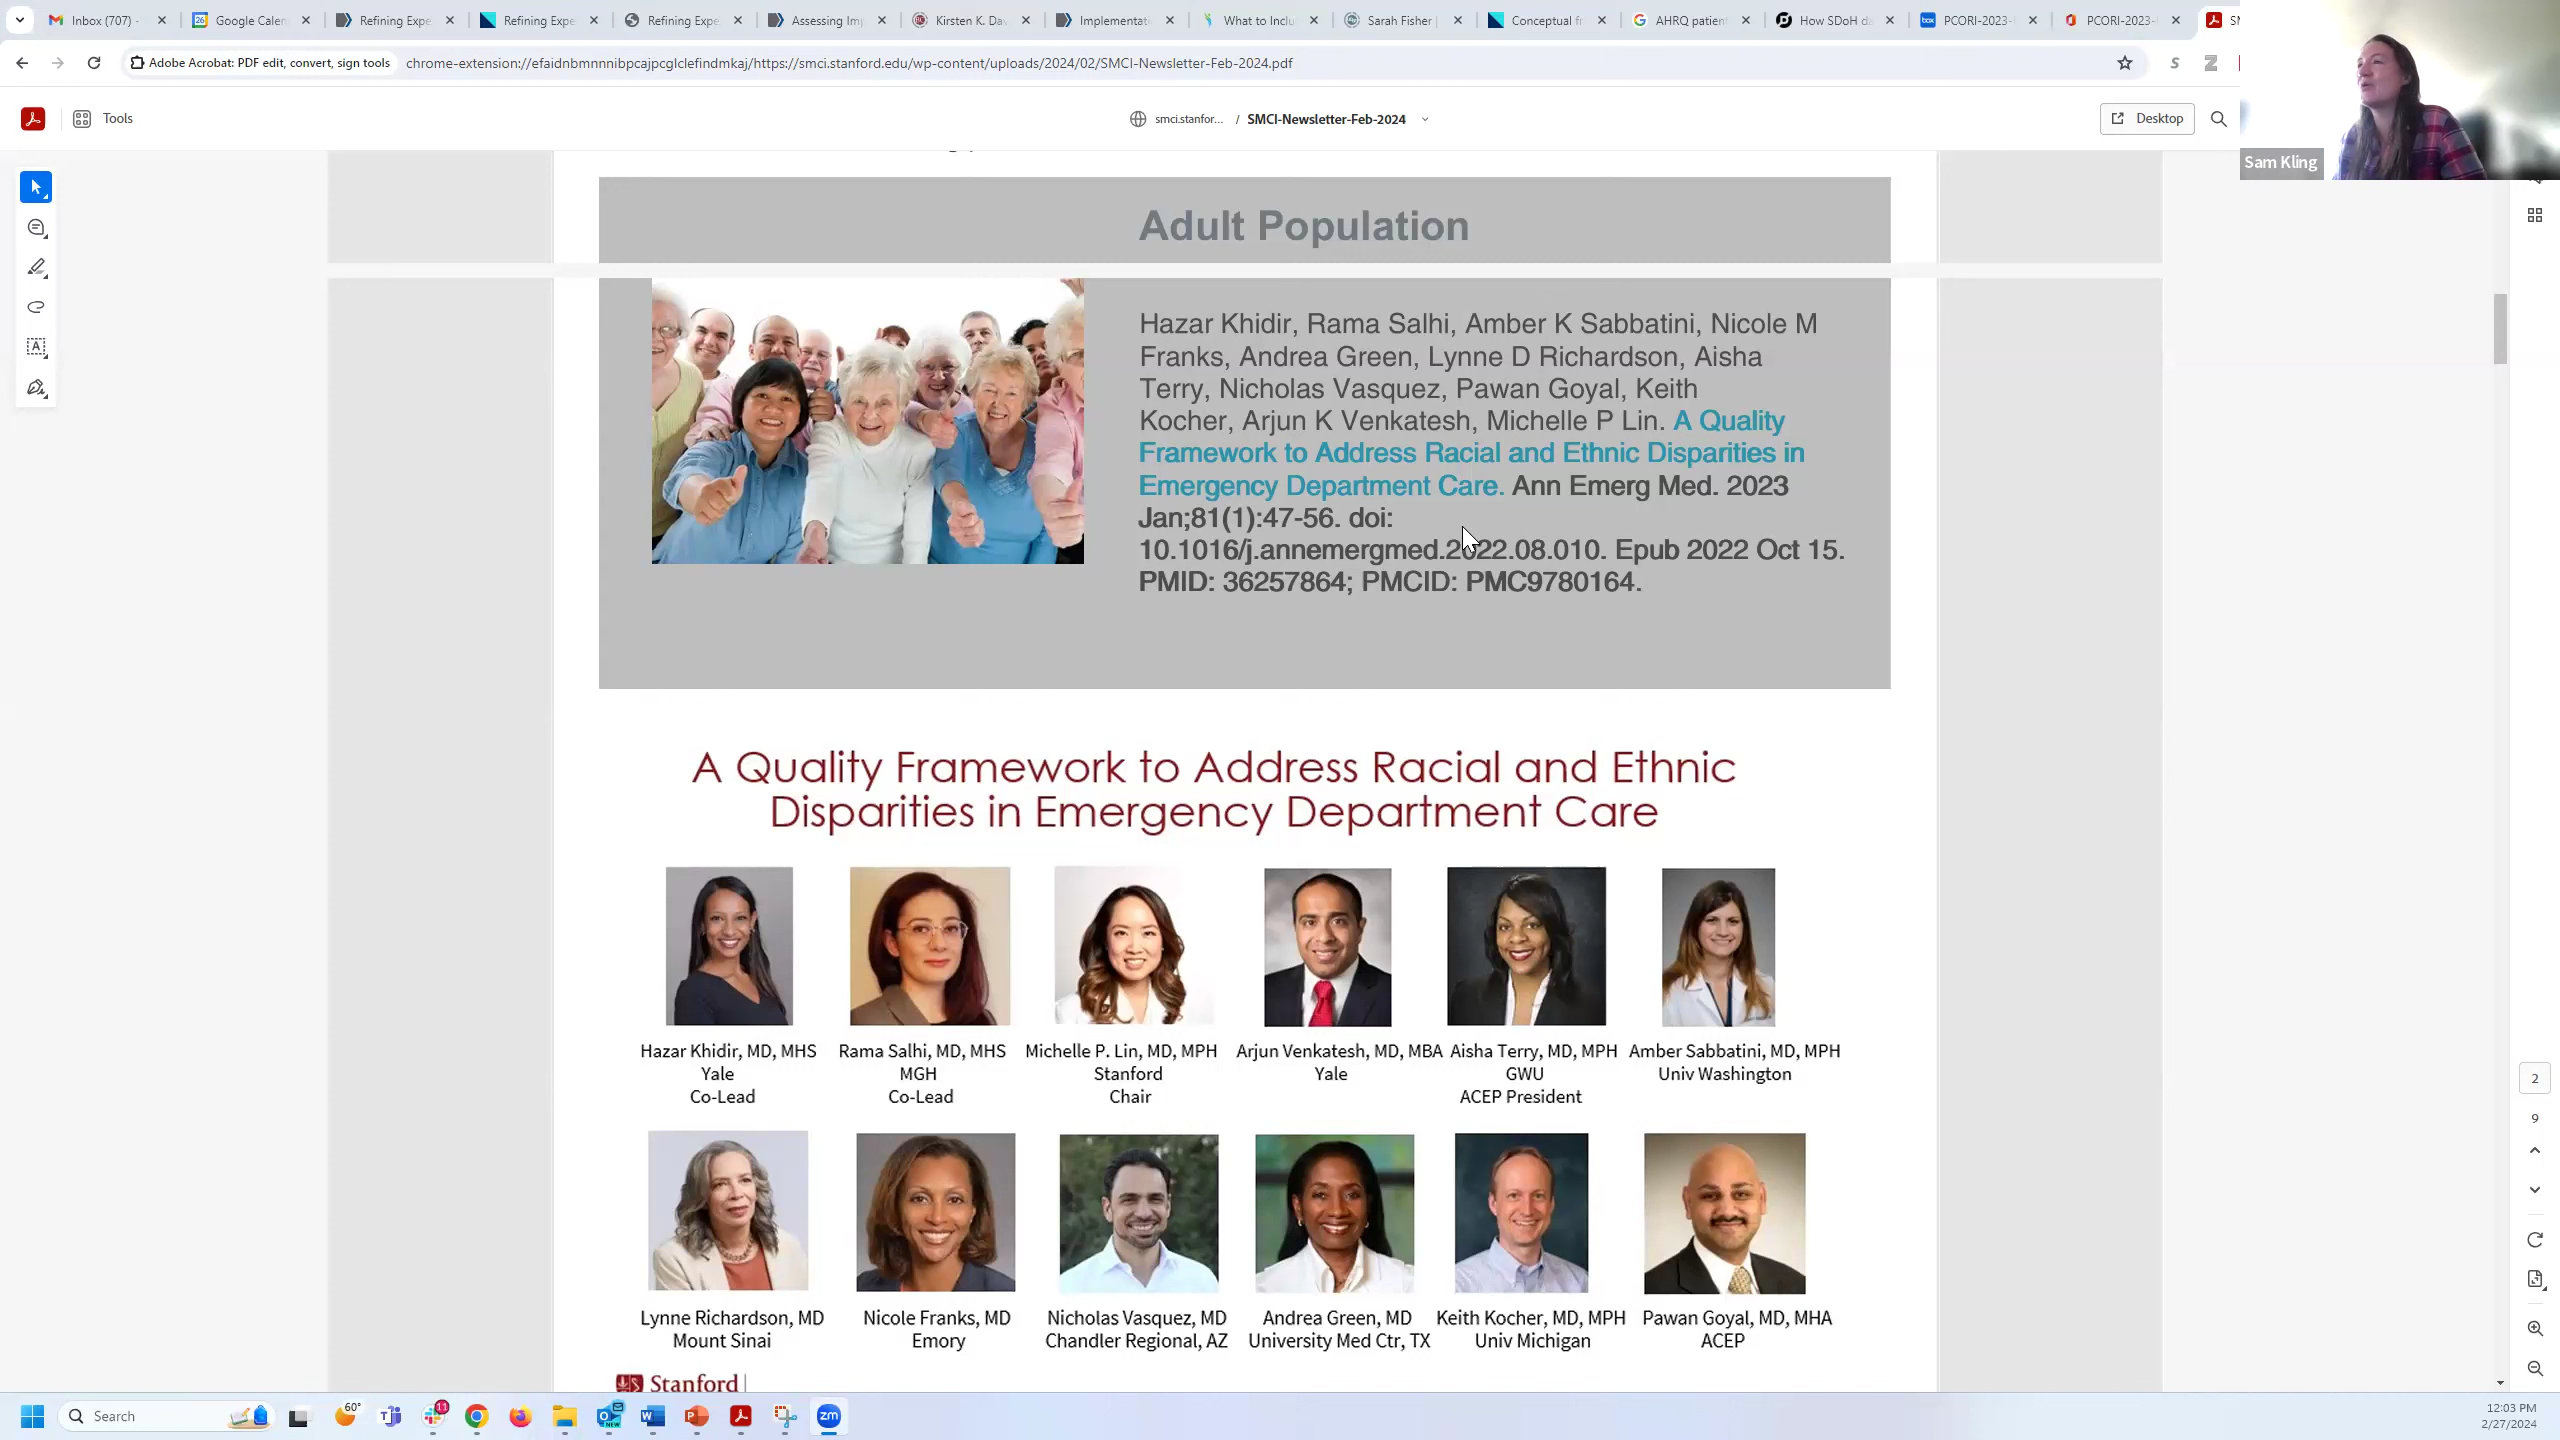 Inbox (707) -
Google Calen
Refining Expe
Refining Expe
Refining Expe
Assessing Im
Kirsten K. Da
Implementat
What to Inclu
Sarah Fisher |
Conceptual f
AHRQ patien
How SDoH d
PCORI-2023-
PCORI-2023-
Adobe Acrobat: PDF edit, convert, sign tools
chrome-extension://efaidnbmnnnibpcajpcglclefindmkaj/https://smci.stanford.edu/wp-content/uploads/2024/02/SMCI-Newsletter-Feb-2024.pdf
Tools
smci.stanfor... / SMCI-Newsletter-Feb-2024
Desktop
Sam Kling
Adult Population
Hazar Khidir, Rama Salhi, Amber K Sabbatini, Nicole M
Franks, Andrea Green, Lynne D Richardson, Aisha
Terry, Nicholas Vasquez, Pawan Goyal, Keith
Kocher, Arjun K Venkatesh, Michelle P Lin. A Quality
Framework to Address Racial and Ethnic Disparities in
Emergency Department Care. Ann Emerg Med. 2023
Jan;81(1):47-56. doi:
10.1016/j.annemergmed.2022.08.010. Epub 2022 Oct 15.
PMID: 36257864; PMCID: PMC9780164.
A Quality Framework to Address Racial and Ethnic
Disparities in Emergency Department Care
Hazar Khidir, MD, MHS
Yale
Co-Lead
Rama Salhi, MD, MHS
MGH
Co-Lead
Michelle P. Lin, MD, MPH
Stanford
Chair
Arjun Venkatesh, MD, MBA
Yale
Aisha Terry, MD, MPH
GWU
ACEP President
Amber Sabbatini, MD, MPH
Univ Washington
Lynne Richardson, MD
Mount Sinai
Nicole Franks, MD
Emory
Nicholas Vasquez, MD
Chandler Regional, AZ
Andrea Green, MD
University Med Ctr, TX
Keith Kocher, MD, MPH
Univ Michigan
Pawan Goyal, MD, MHA
ACEP
Stanford
2
9
Search
60°
11
NEW
zm
12:03 PM
2/27/2024